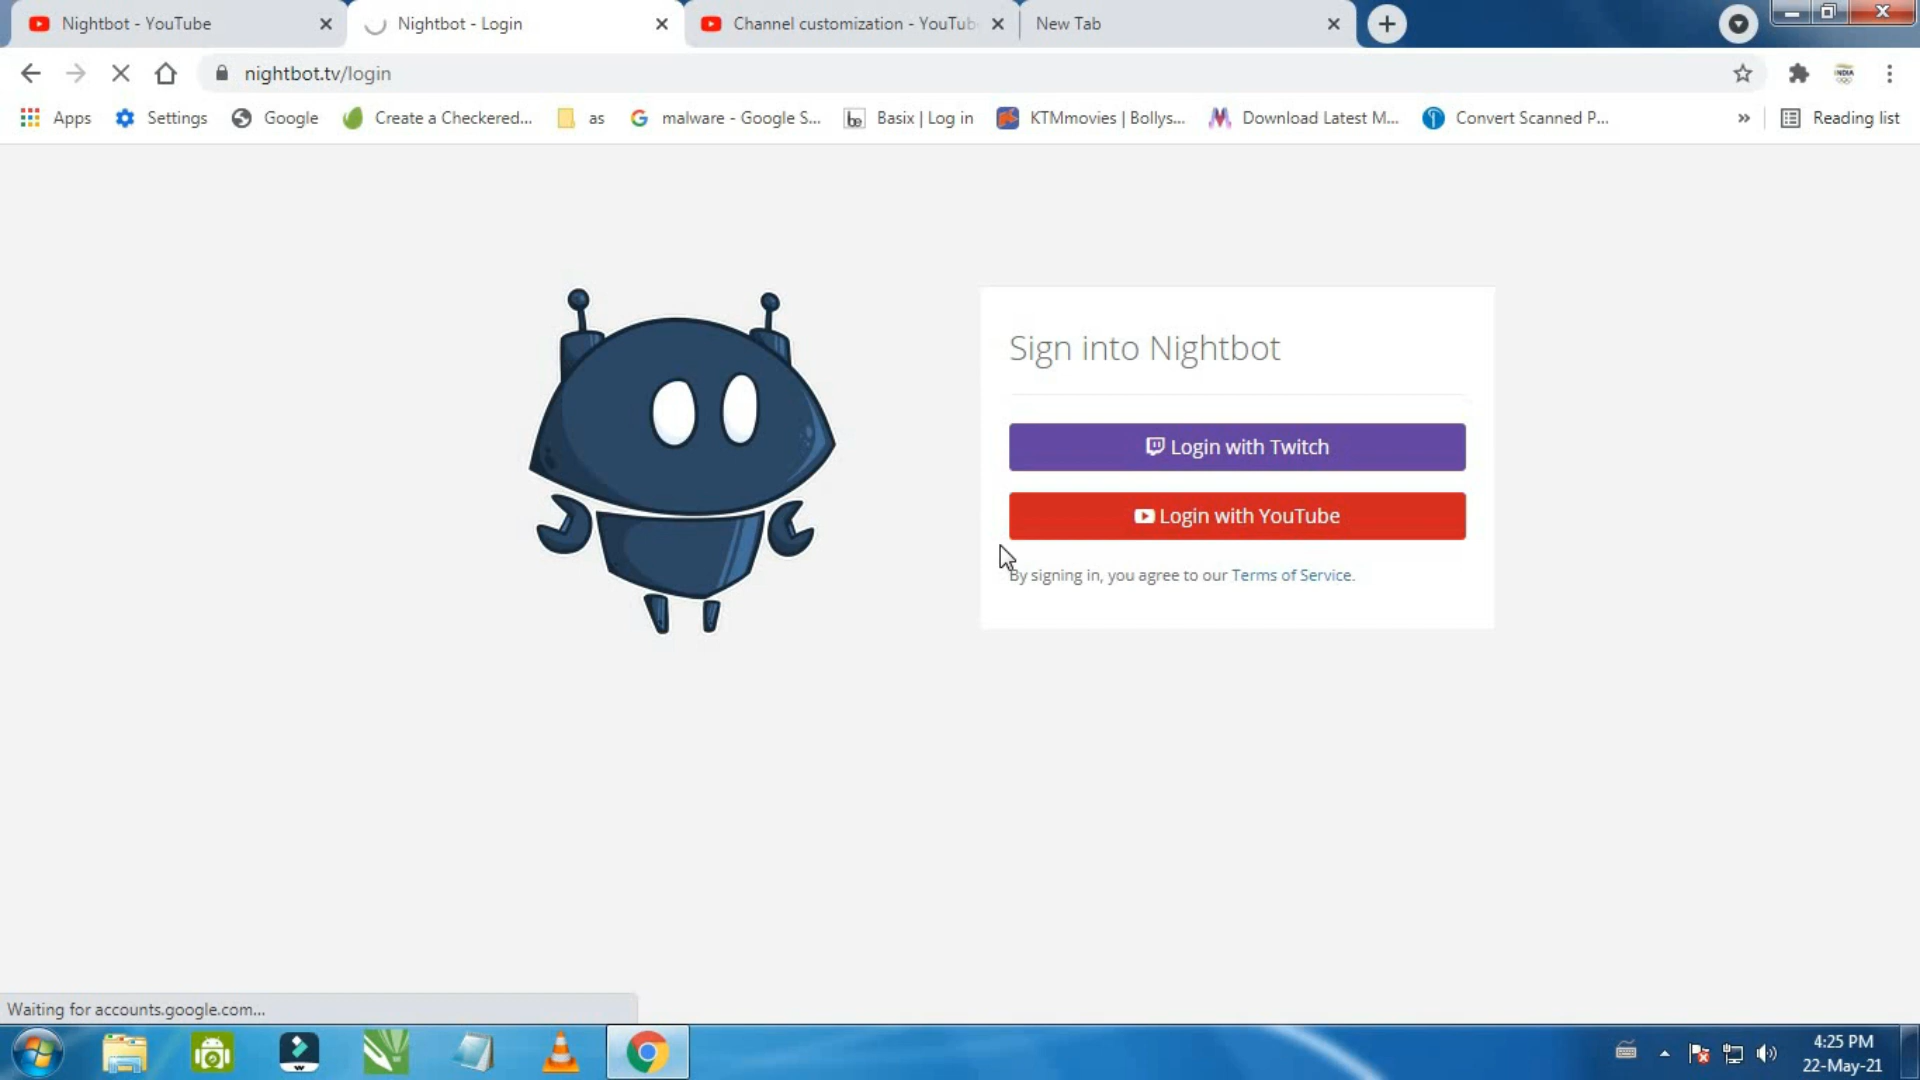 Nightbot - YouTube
Nightbot - Login
Channel customization - YouTub
New Tab
nightbot.tv/login
Apps
Settings
Google
Create a Checkered...
as
malware - Google S...
be
Basix | Log in
KTMmovies | Bollys...
Download Latest M...
Convert Scanned P...
»
Reading list
INDIA
Sign into Nightbot
Login with Twitch
Login with YouTube
By signing in, you agree to our Terms of Service.
Waiting for accounts.google.com...
4:25 PM
22-May-21